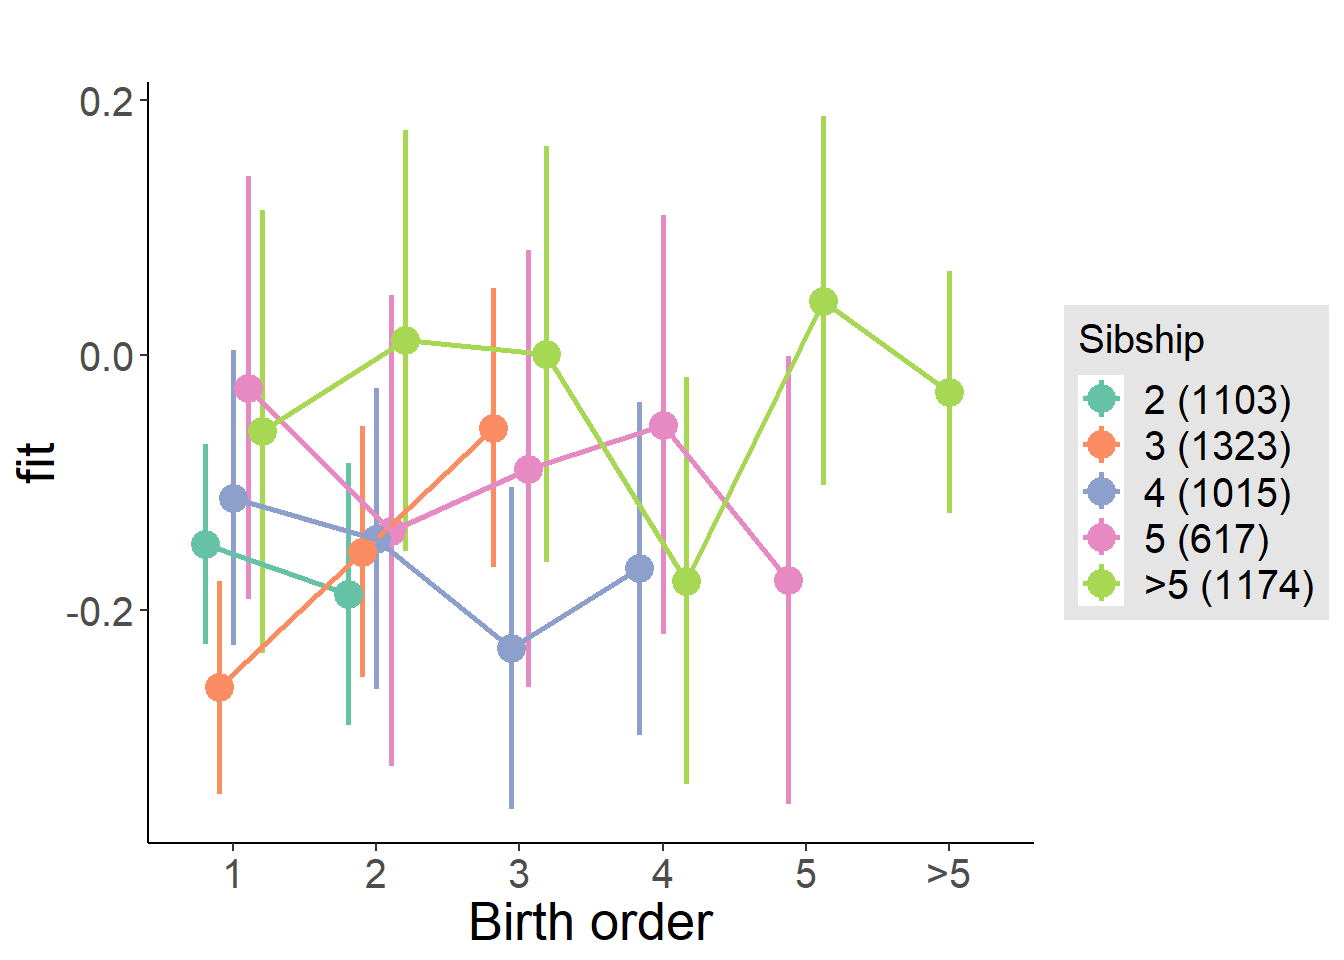 0.2
0.0
-0.2
fit
1 2 3 4 5 >5
Birth order
Sibship
2 (1103)
3 (1323)
4 (1015)
5 (617)
>5 (1174)